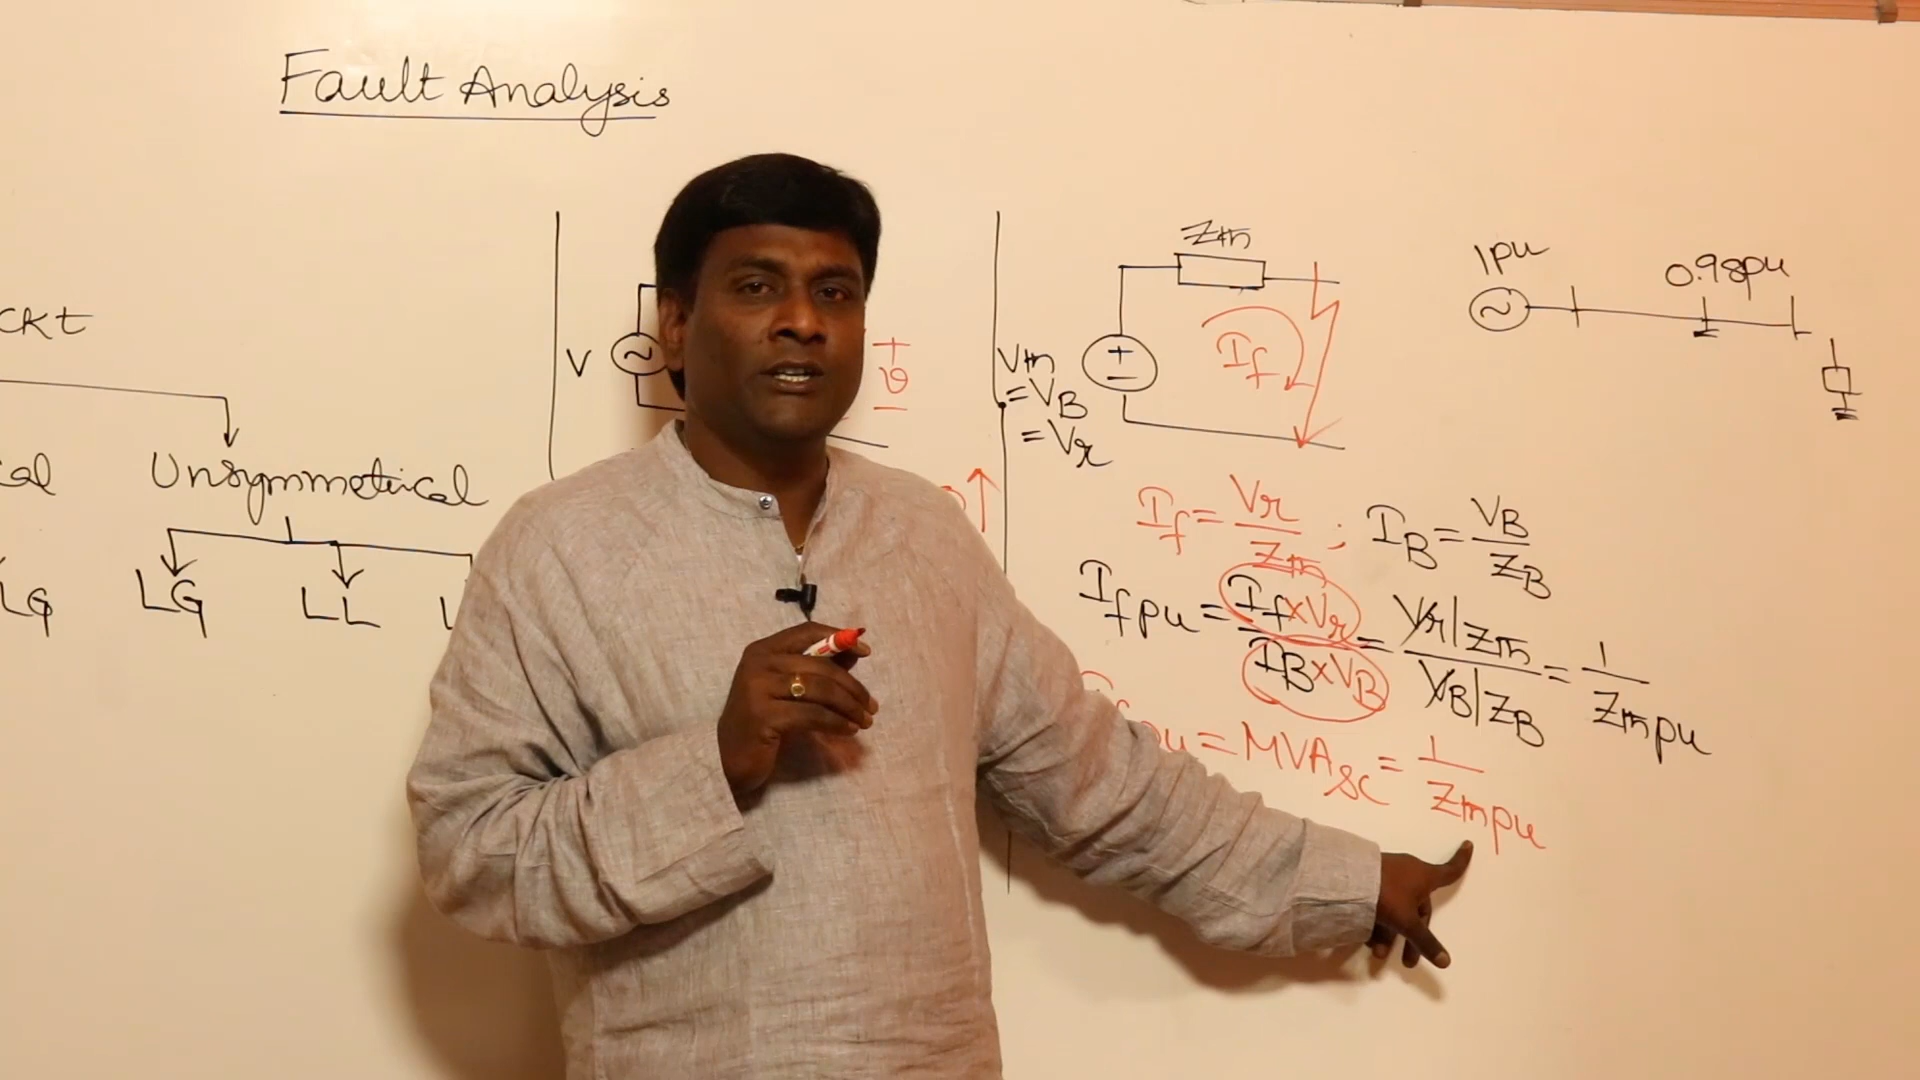 Fault Analysis
CKt
Unsymmetrical
LG LL
V
+
v
−
Zth
+
−
If
Vth
=VB
=Vr
1pu
0.98pu
If = Vr/Zth ; IB = VB/ZB
Ifpu = If×Vr/IB×VB = Vr|Zth/VB|ZB = 1/Zthpu
pu = MVAsc = 1/Zthpu